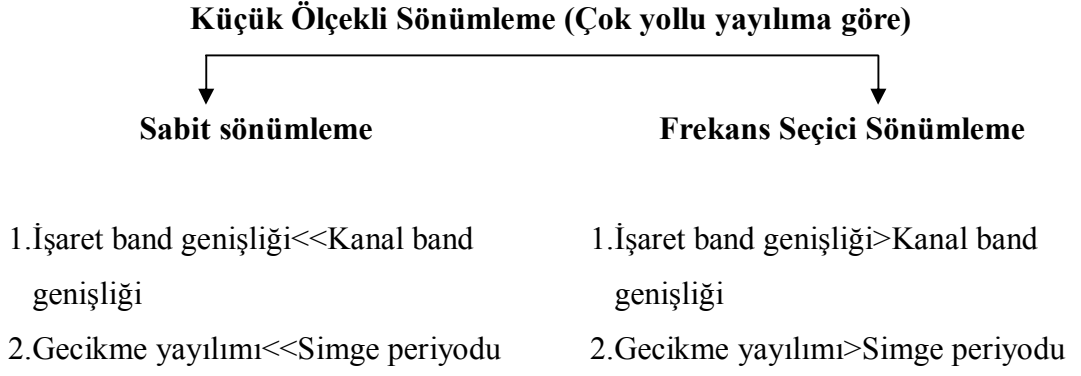 Küçük Ölçekli Sönümleme (Çok yollu yayılıma göre)
Sabit sönümleme
1.İşaret band genişliği<<Kanal band
genişliği
2.Gecikme yayılımı<<Simge periyodu
Frekans Seçici Sönümleme
1.İşaret band genişliği>Kanal band
genişliği
2.Gecikme yayılımı>Simge periyodu